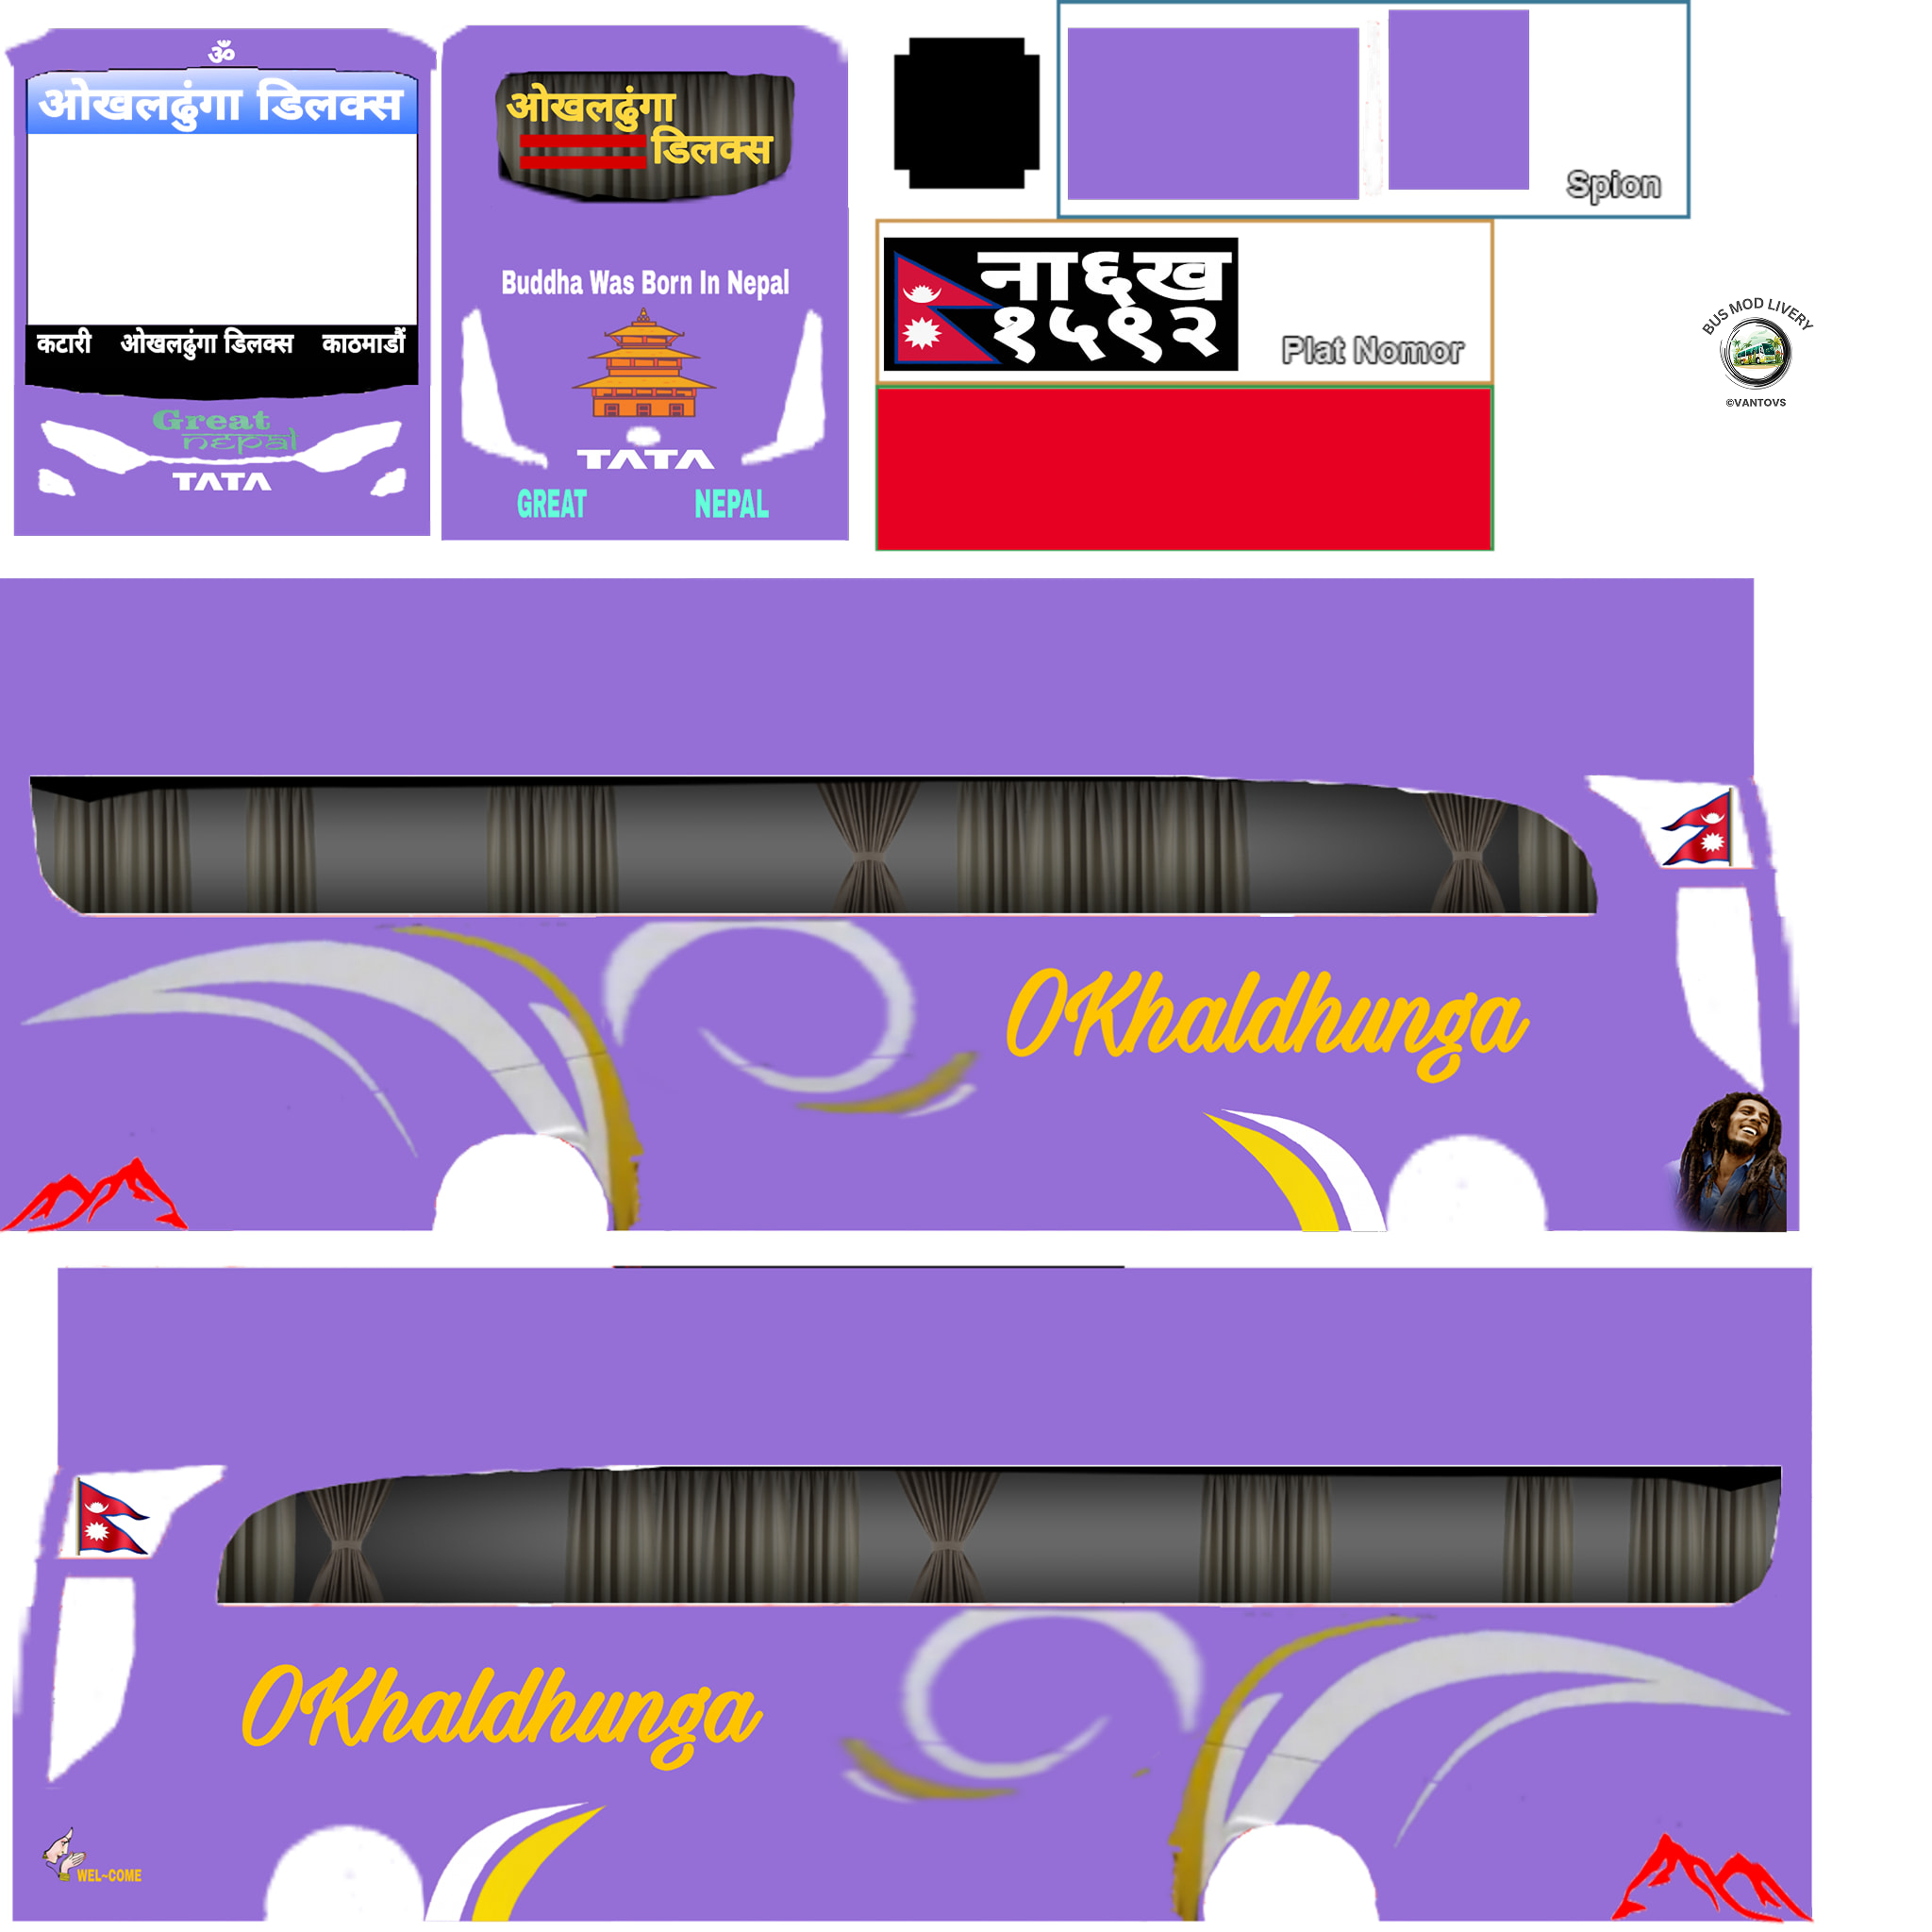 ॐ
ओखलढुंगा डिलक्स
कटारी ओखलढुंगा डिलक्स काठमाडौं
Great
nepal
TATA
ओखलढुंगा
डिलक्स
Buddha Was Born In Nepal
TATA
GREAT NEPAL
Spion
ना६ख
१५९२
Plat Nomor
BUS MOD LIVERY
©VANTOVS
OKhaldhunga
OKhaldhunga
WEL~COME